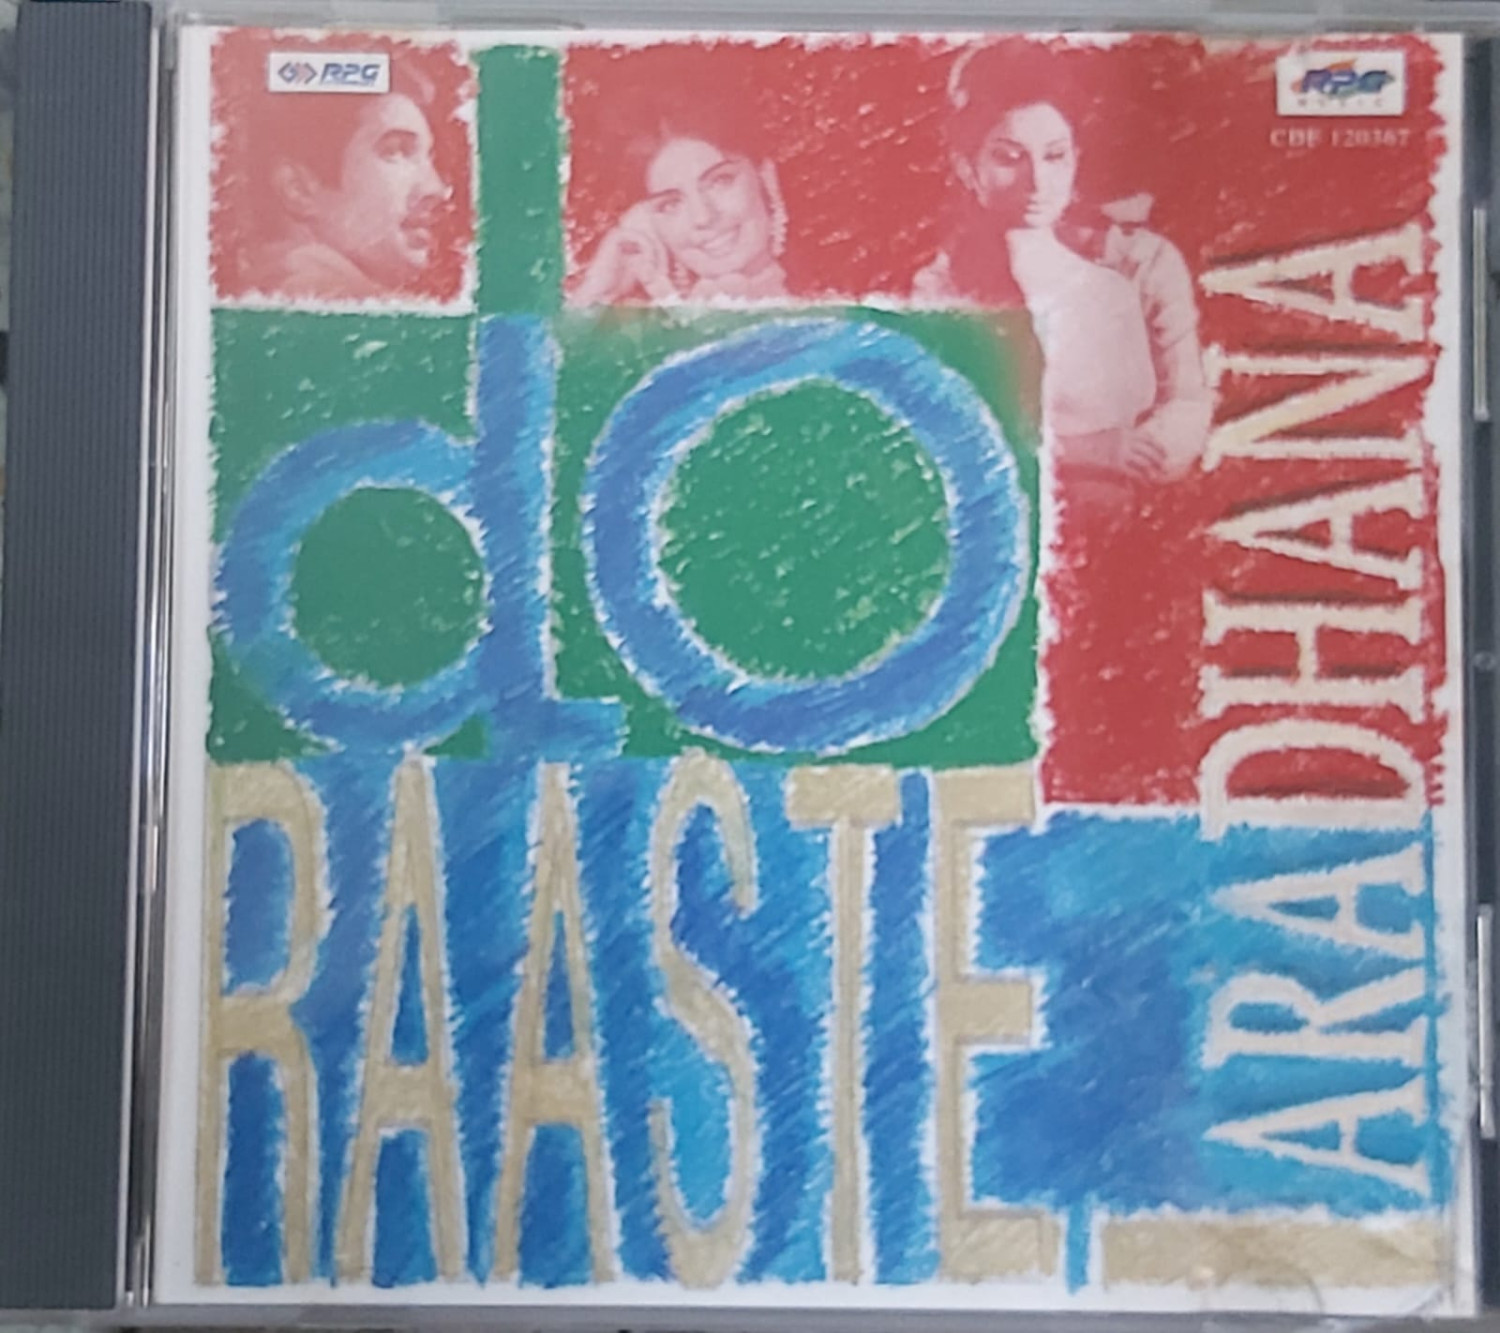 RPG
RPG
MUSIC
CDF 120367
do
RAASTE
ARADHANA